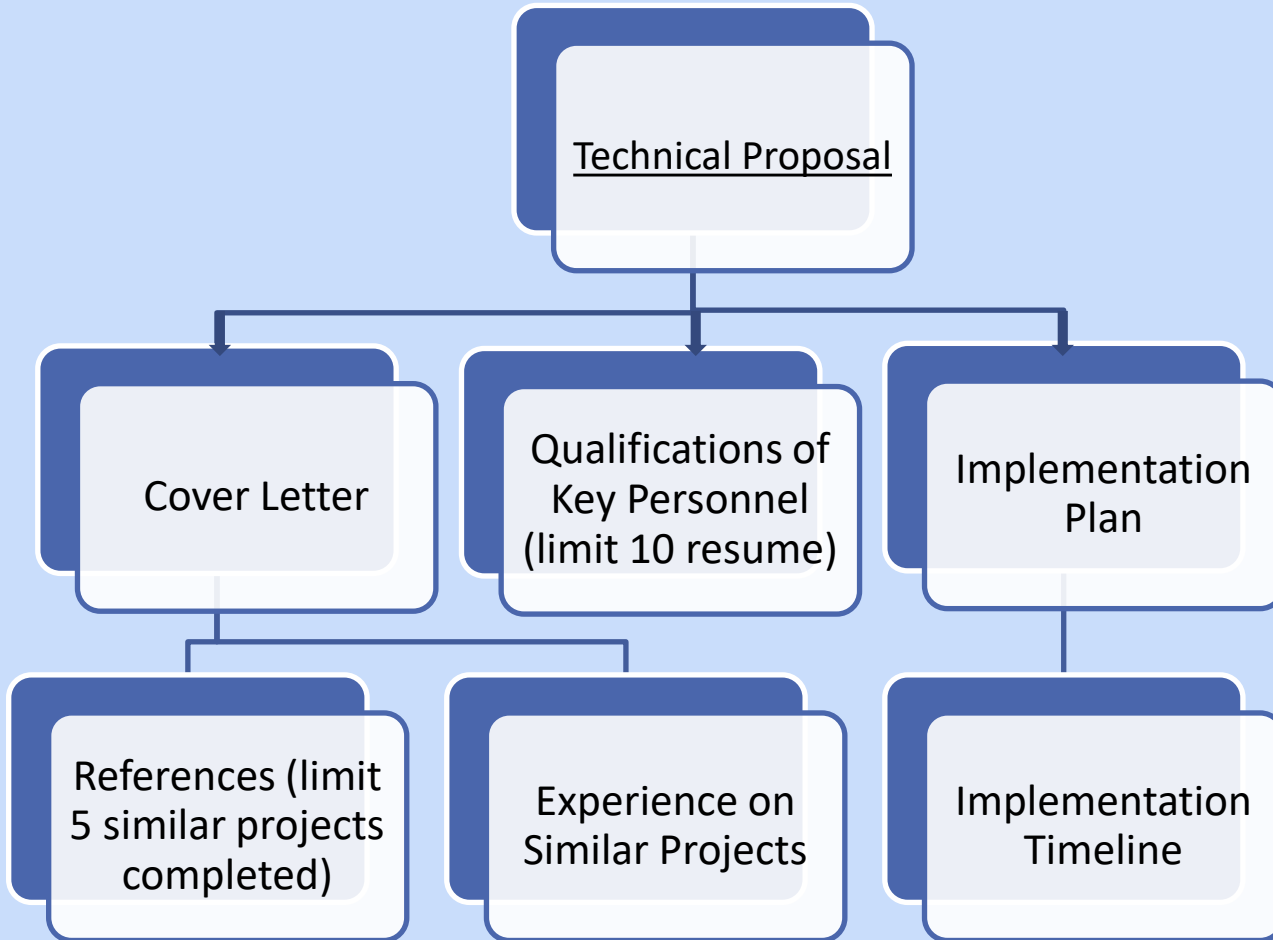 Technical Proposal
Cover Letter
Qualifications of
Key Personnel
(limit 10 resume)
Implementation
Plan
References (limit
5 similar projects
completed)
Experience on
Similar Projects
Implementation
Timeline